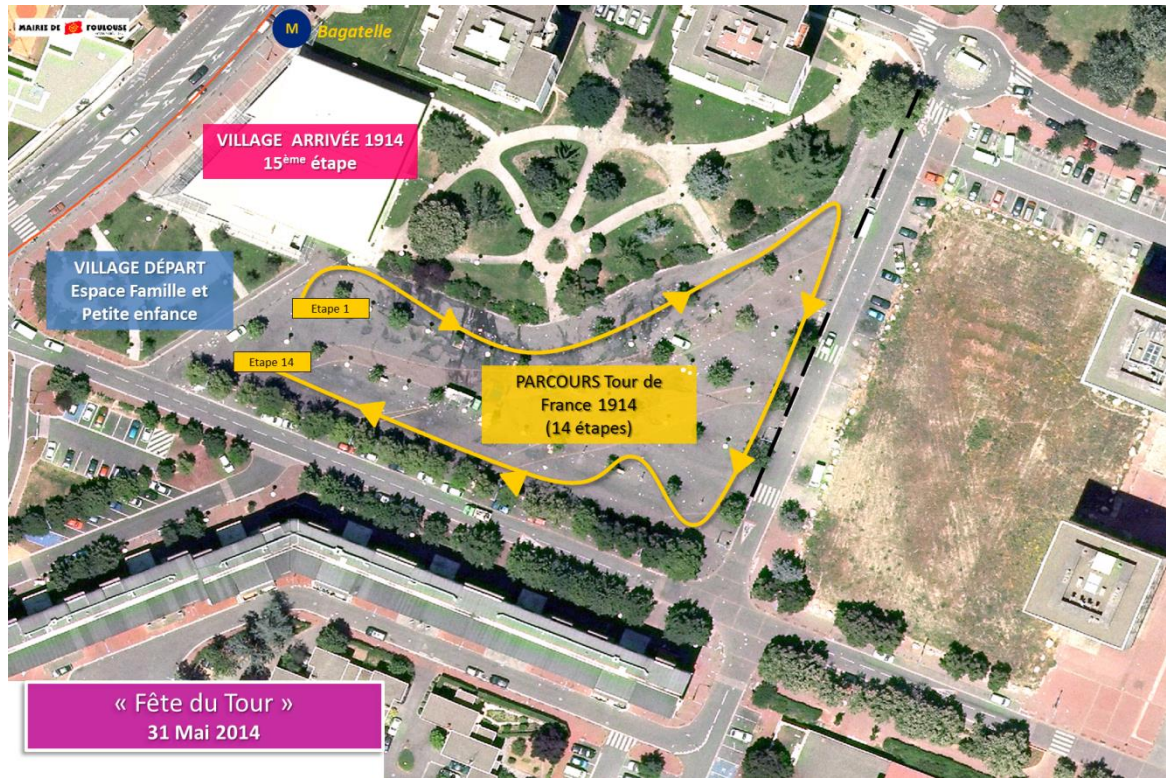 MAIRIE DE TOULOUSE
M Bagatelle
VILLAGE ARRIVÉE 1914
15ème étape
VILLAGE DÉPART
Espace Famille et
Petite enfance
Etape 1
Etape 14
PARCOURS Tour de
France 1914
(14 étapes)
« Fête du Tour »
31 Mai 2014